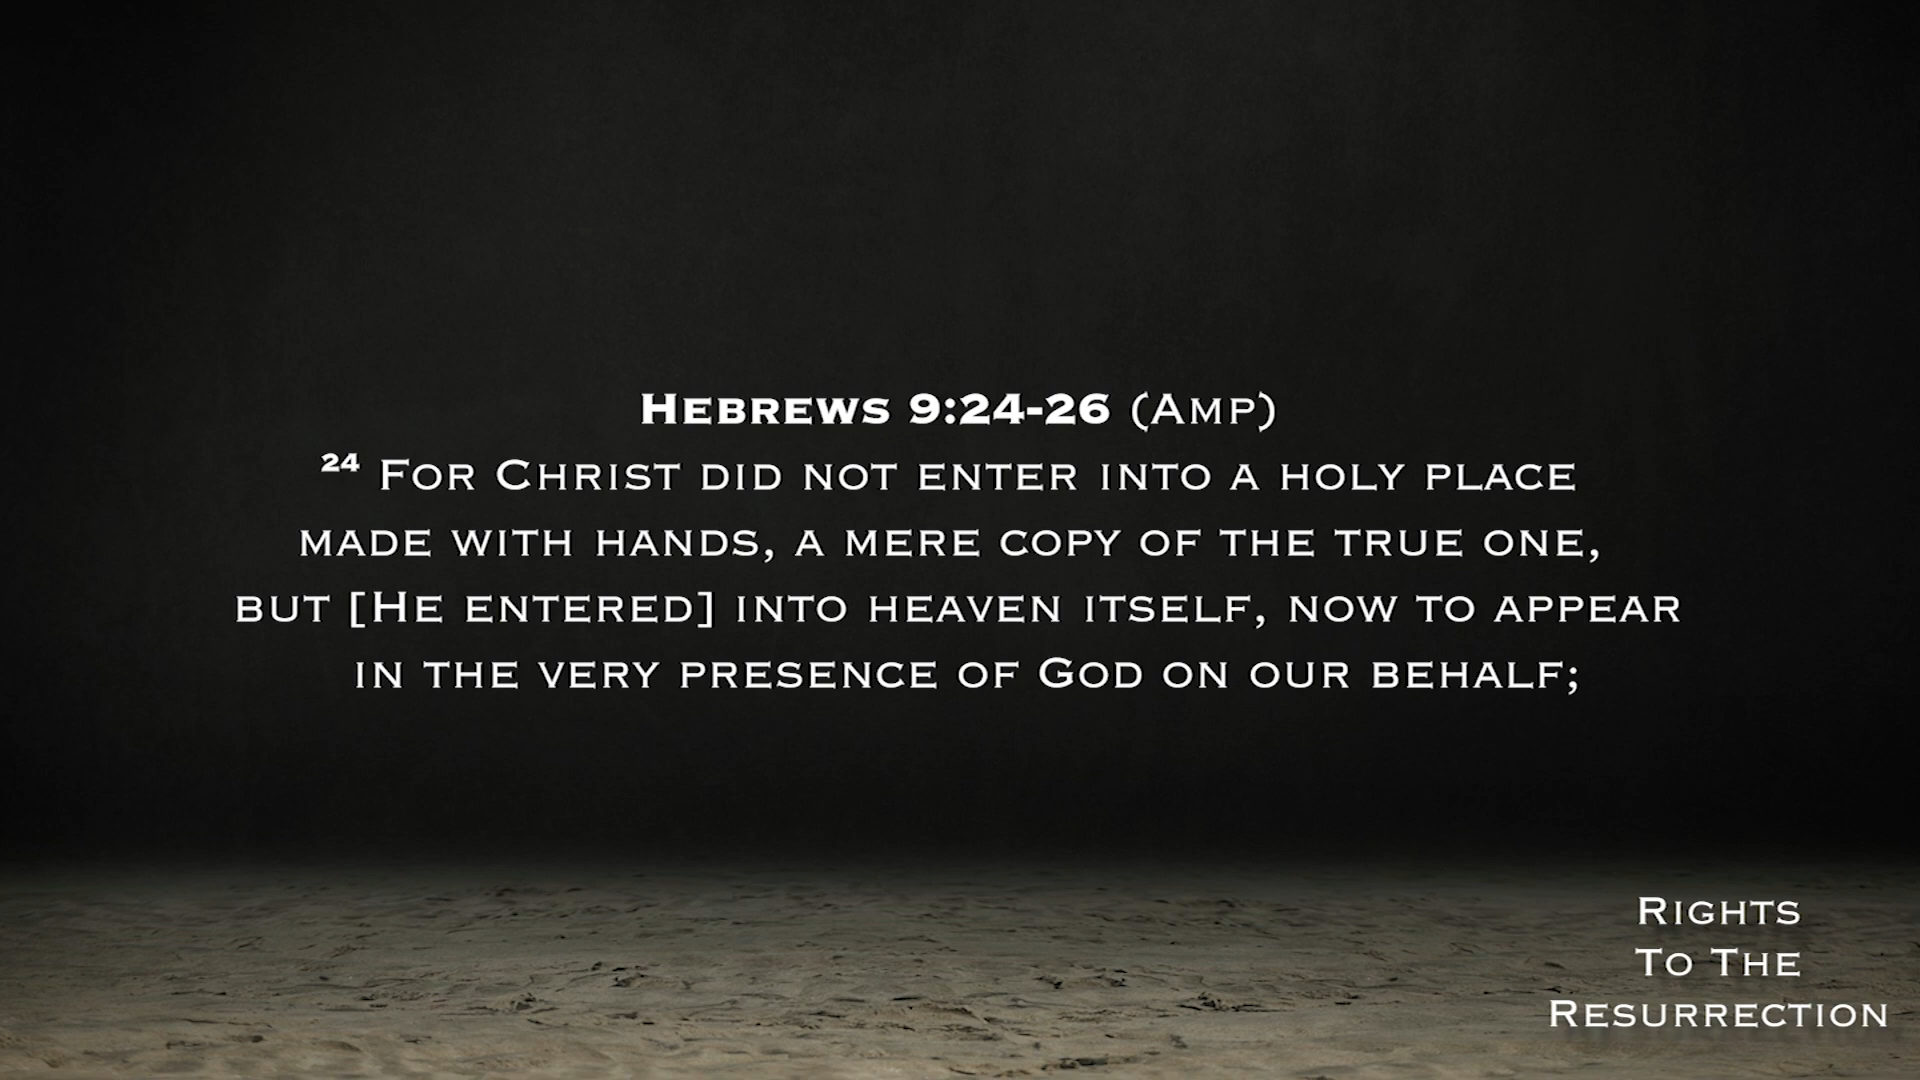 Hebrews 9:24-26 (Amp)
24 For Christ did not enter into a holy place
made with hands, a mere copy of the true one,
but [He entered] into heaven itself, now to appear
in the very presence of God on our behalf;
Rights
To The
Resurrection